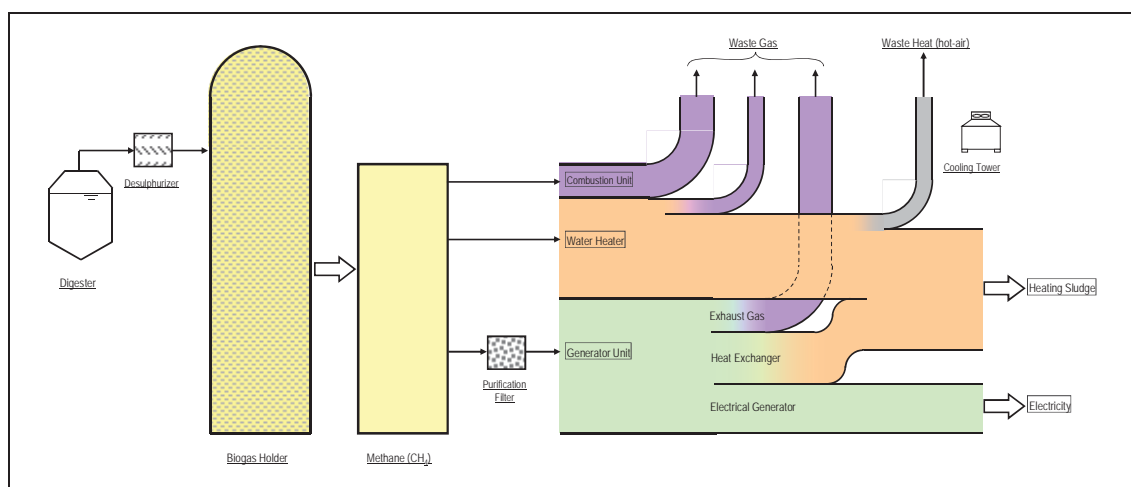 Waste Gas
Waste Heat (hot-air)
Cooling Tower
Desulphurizer
Combustion Unit
Water Heater
Digester
Heating Sludge
Exhaust Gas
Generator Unit
Heat Exchanger
Purification
Filter
Electrical Generator
Electricity
Biogas Holder
Methane (CH₄)